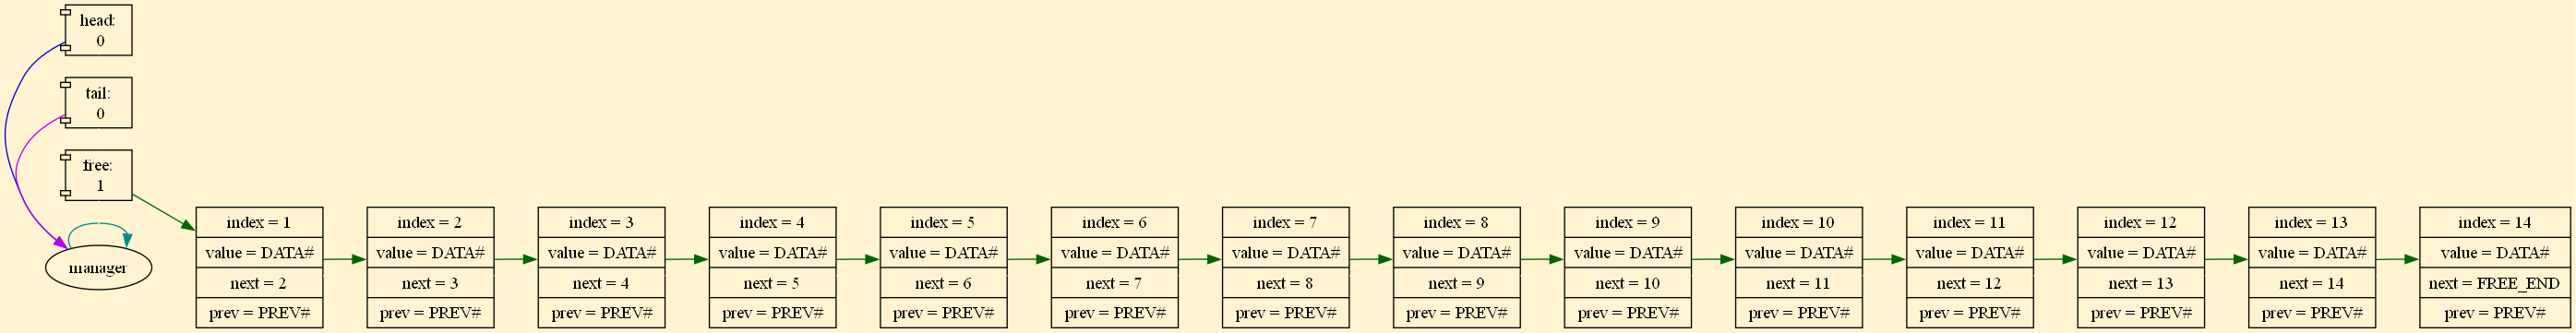 head:
0
tail:
0
free:
1
manager
index = 1
value = DATA#
next = 2
prev = PREV#
index = 2
value = DATA#
next = 3
prev = PREV#
index = 3
value = DATA#
next = 4
prev = PREV#
index = 4
value = DATA#
next = 5
prev = PREV#
index = 5
value = DATA#
next = 6
prev = PREV#
index = 6
value = DATA#
next = 7
prev = PREV#
index = 7
value = DATA#
next = 8
prev = PREV#
index = 8
value = DATA#
next = 9
prev = PREV#
index = 9
value = DATA#
next = 10
prev = PREV#
index = 10
value = DATA#
next = 11
prev = PREV#
index = 11
value = DATA#
next = 12
prev = PREV#
index = 12
value = DATA#
next = 13
prev = PREV#
index = 13
value = DATA#
next = 14
prev = PREV#
index = 14
value = DATA#
next = FREE_END
prev = PREV#